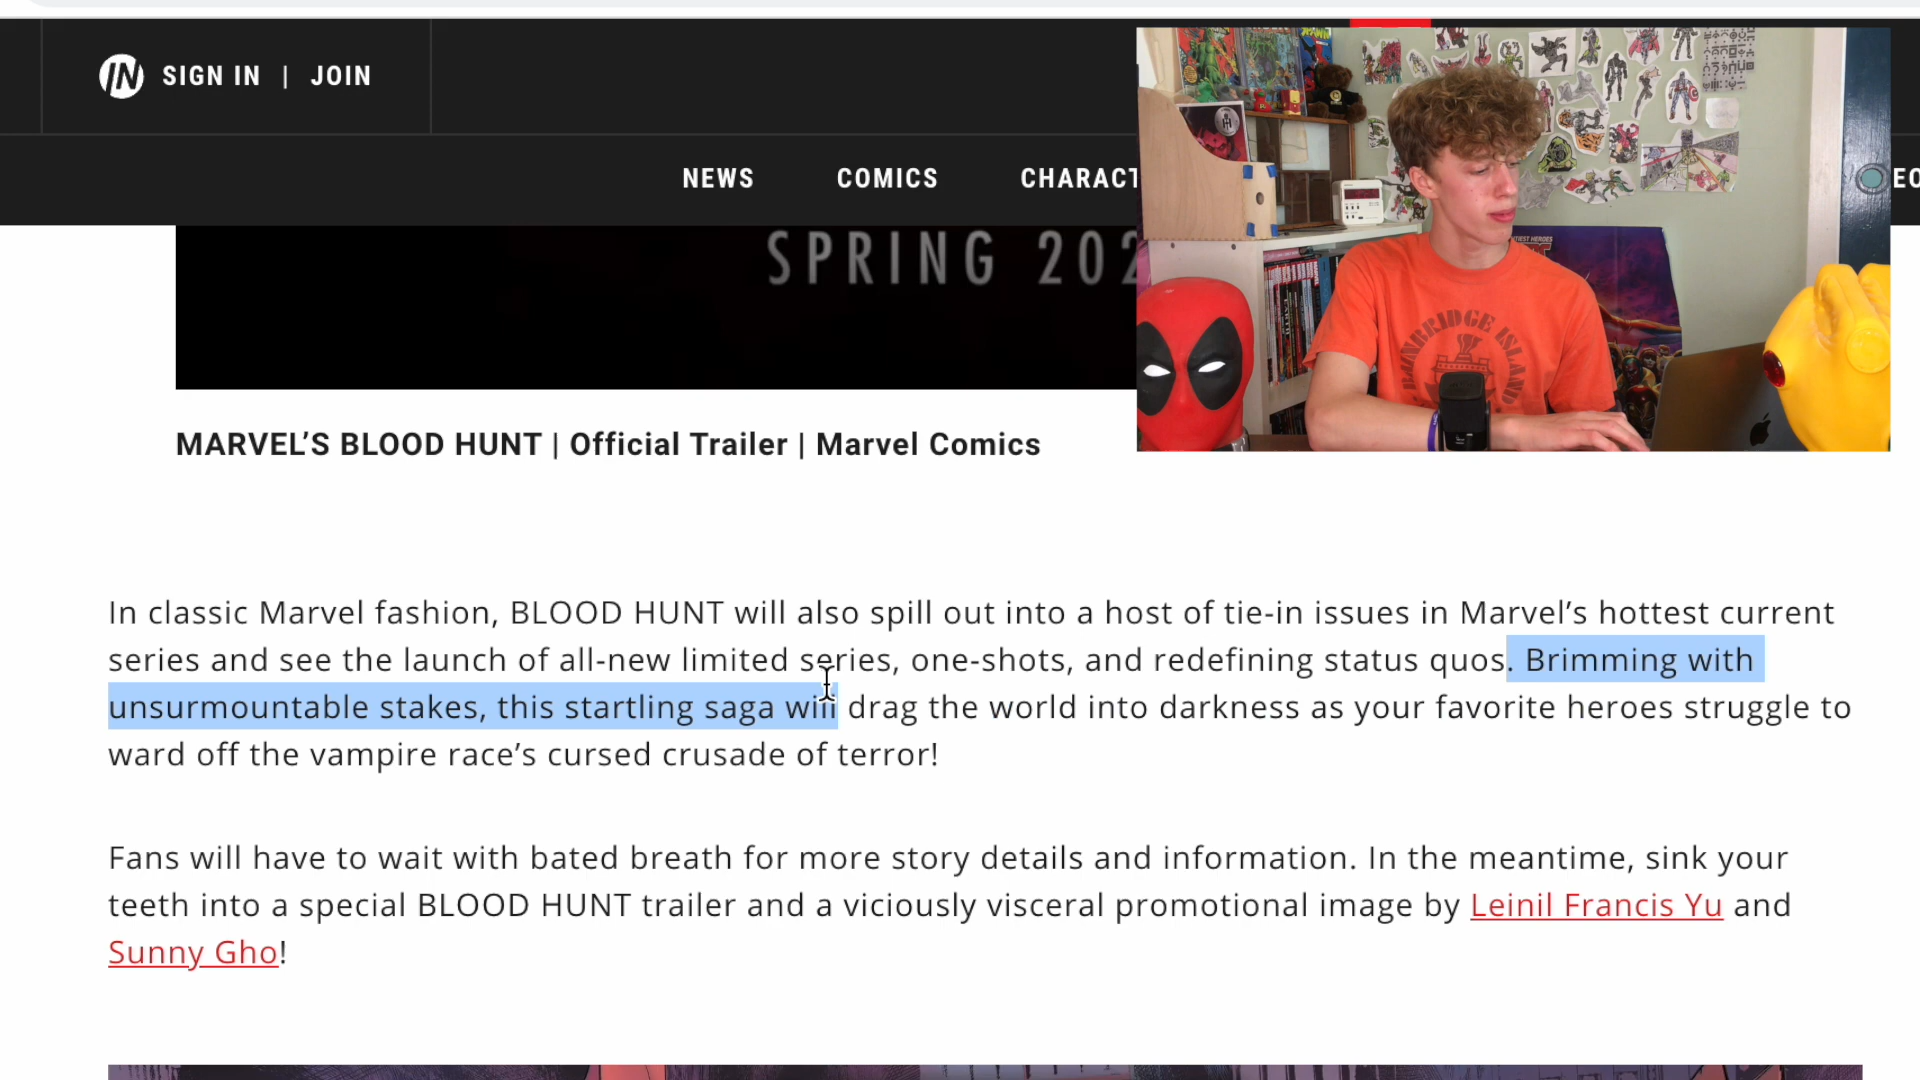 IN SIGN IN | JOIN
NEWS COMICS
SPRING
MARVEL’S BLOOD HUNT | Official Trailer | Marvel Comics
BAINBRIDGE ISLAND
In classic Marvel fashion, BLOOD HUNT will also spill out into a host of tie-in issues in Marvel’s hottest current
series and see the launch of all-new limited series, one-shots, and redefining status quos. Brimming with
unsurmountable stakes, this startling saga will drag the world into darkness as your favorite heroes struggle to
ward off the vampire race’s cursed crusade of terror!
Fans will have to wait with bated breath for more story details and information. In the meantime, sink your
teeth into a special BLOOD HUNT trailer and a viciously visceral promotional image by Leinil Francis Yu and
Sunny Gho!